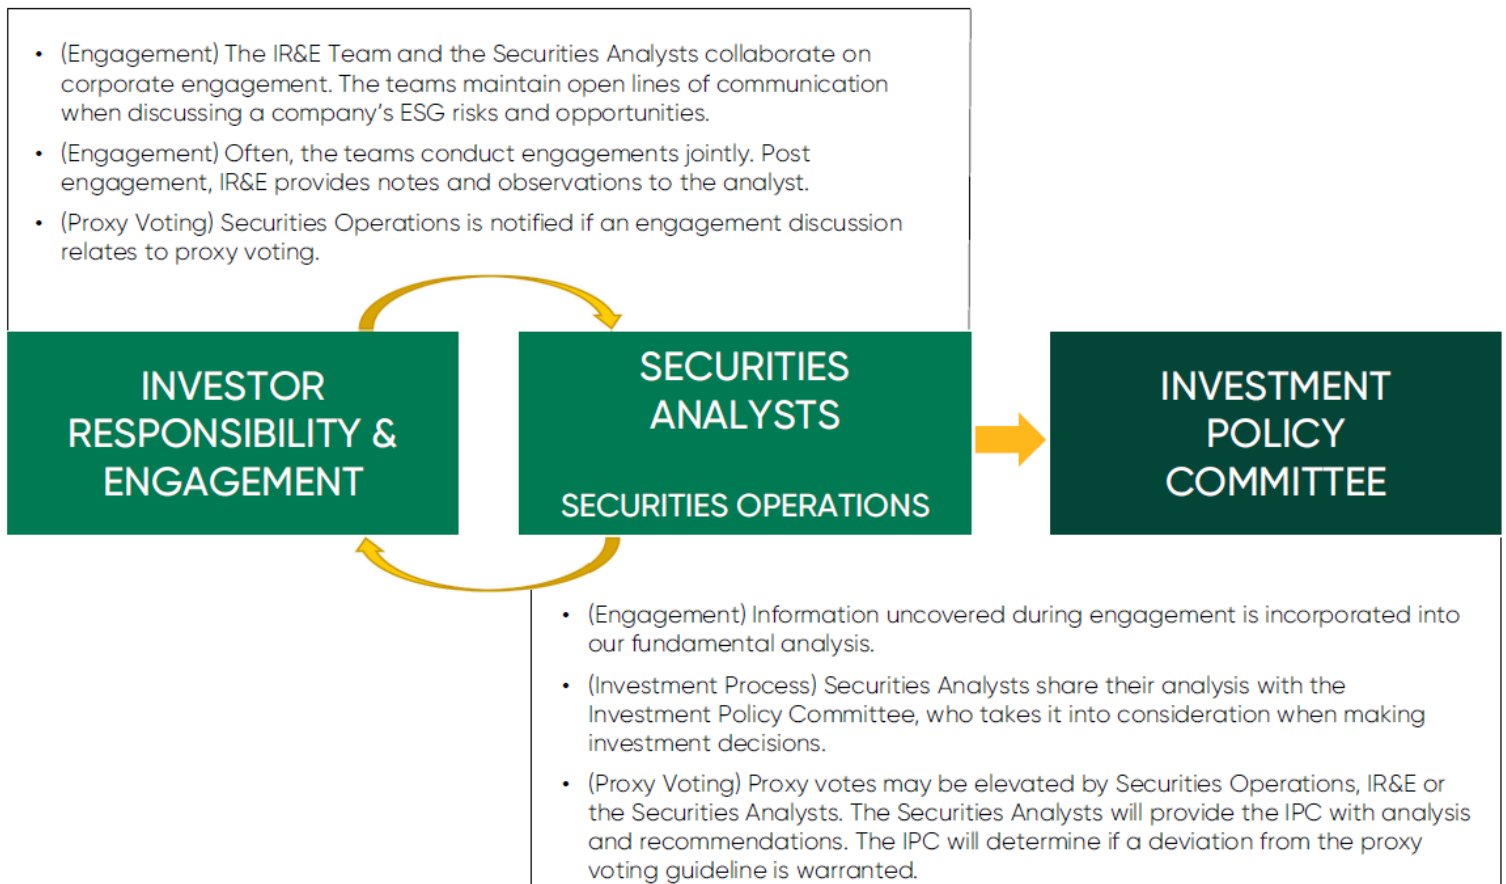 • (Engagement) The IR&E Team and the Securities Analysts collaborate on
corporate engagement. The teams maintain open lines of communication
when discussing a company’s ESG risks and opportunities.
• (Engagement) Often, the teams conduct engagements jointly. Post
engagement, IR&E provides notes and observations to the analyst.
• (Proxy Voting) Securities Operations is notified if an engagement discussion
relates to proxy voting.
INVESTOR
RESPONSIBILITY &
ENGAGEMENT
SECURITIES
ANALYSTS
SECURITIES OPERATIONS
INVESTMENT
POLICY
COMMITTEE
• (Engagement) Information uncovered during engagement is incorporated into
our fundamental analysis.
• (Investment Process) Securities Analysts share their analysis with the
Investment Policy Committee, who takes it into consideration when making
investment decisions.
• (Proxy Voting) Proxy votes may be elevated by Securities Operations, IR&E or
the Securities Analysts. The Securities Analysts will provide the IPC with analysis
and recommendations. The IPC will determine if a deviation from the proxy
voting guideline is warranted.